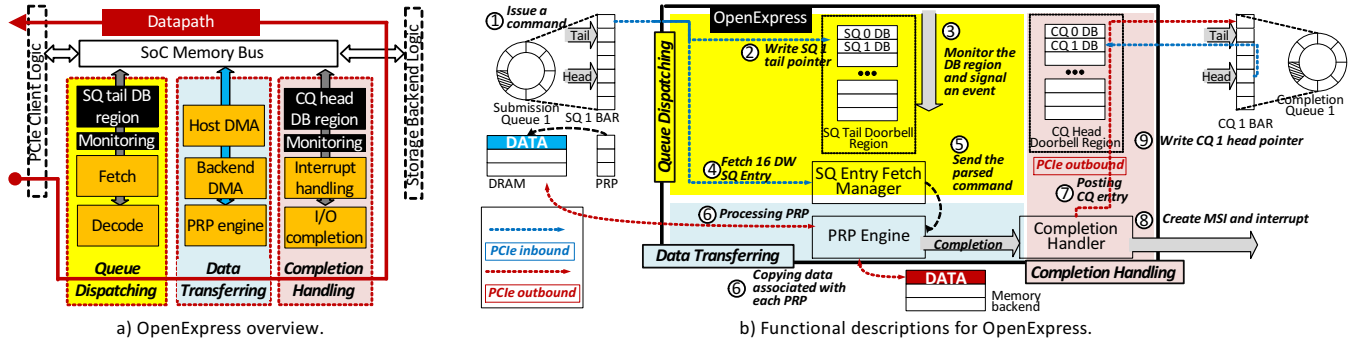 Datapath
SoC Memory Bus
PCIe Client Logic
Storage Backend Logic
SQ tail DB
region
Monitoring
Fetch
Decode
Queue
Dispatching
Host DMA
Backend
DMA
PRP engine
Data
Transferring
CQ head
DB region
Monitoring
Interrupt
handling
I/O
completion
Completion
Handling
a) OpenExpress overview.
① Issue a
command
Tail
Head
Submission
Queue 1
SQ 1 BAR
DATA
DRAM
PRP
PCIe inbound
PCIe outbound
OpenExpress
Queue Dispatching
② Write SQ 1
tail pointer
SQ 0 DB
SQ 1 DB
•••
SQ Tail Doorbell
Region
③
Monitor the
DB region
and signal
an event
④ Fetch 16 DW
SQ Entry
SQ Entry Fetch
Manager
⑤
Send the
parsed
command
⑥ Processing PRP
PRP Engine
Completion
Data Transferring
⑥ Copying data
associated with
each PRP
DATA
Memory
backend
CQ 0 DB
CQ 1 DB
•••
CQ Head
Doorbell Region
PCIe outbound
⑦ Posting
CQ entry
Completion
Handler
Completion Handling
⑧ Create MSI and interrupt
⑨ Write CQ 1 head pointer
Tail
Head
CQ 1 BAR
Completion
Queue 1
b) Functional descriptions for OpenExpress.